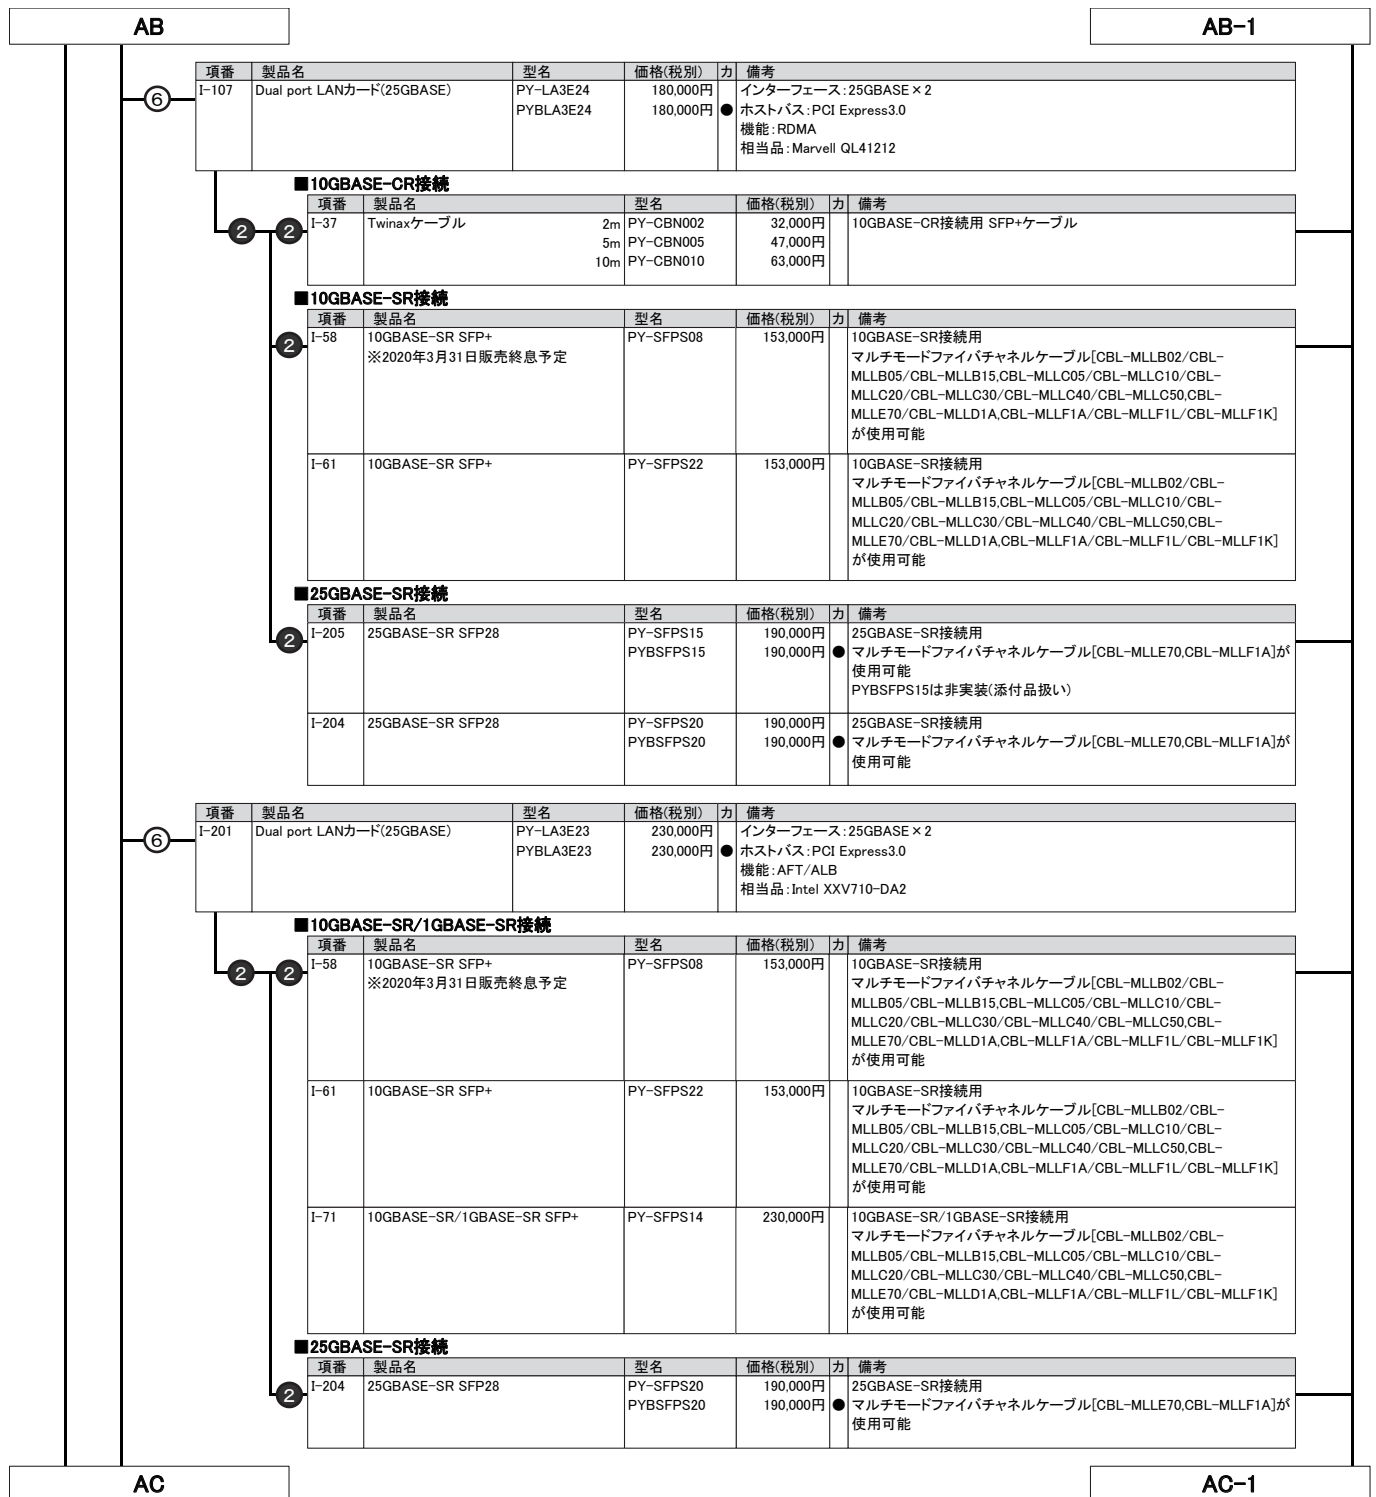 AB
AB-1
項番 製品名 型名 価格(税別) カ 備考
⑥ I-107 Dual port LANカード(25GBASE) PY-LA3E24 180,000円 インターフェース:25GBASE×2
PYBLA3E24 180,000円 ● ホストバス:PCI Express3.0
機能:RDMA
相当品:Marvell QL41212
■10GBASE-CR接続
項番 製品名 型名 価格(税別) カ 備考
2 2 I-37 Twinaxケーブル 2m PY-CBN002 32,000円 10GBASE-CR接続用 SFP+ケーブル
5m PY-CBN005 47,000円
10m PY-CBN010 63,000円
■10GBASE-SR接続
項番 製品名 型名 価格(税別) カ 備考
2 I-58 10GBASE-SR SFP+ PY-SFPS08 153,000円 10GBASE-SR接続用
※2020年3月31日販売終息予定 マルチモードファイバチャネルケーブル[CBL-MLLB02/CBL-
MLLB05/CBL-MLLB15,CBL-MLLC05/CBL-MLLC10/CBL-
MLLC20/CBL-MLLC30/CBL-MLLC40/CBL-MLLC50,CBL-
MLLE70/CBL-MLLD1A,CBL-MLLF1A/CBL-MLLF1L/CBL-MLLF1K]
が使用可能
I-61 10GBASE-SR SFP+ PY-SFPS22 153,000円 10GBASE-SR接続用
マルチモードファイバチャネルケーブル[CBL-MLLB02/CBL-
MLLB05/CBL-MLLB15,CBL-MLLC05/CBL-MLLC10/CBL-
MLLC20/CBL-MLLC30/CBL-MLLC40/CBL-MLLC50,CBL-
MLLE70/CBL-MLLD1A,CBL-MLLF1A/CBL-MLLF1L/CBL-MLLF1K]
が使用可能
■25GBASE-SR接続
項番 製品名 型名 価格(税別) カ 備考
2 I-205 25GBASE-SR SFP28 PY-SFPS15 190,000円 25GBASE-SR接続用
PYBSFPS15 190,000円 ● マルチモードファイバチャネルケーブル[CBL-MLLE70,CBL-MLLF1A]が
使用可能
PYBSFPS15は非実装(添付品扱い)
I-204 25GBASE-SR SFP28 PY-SFPS20 190,000円 25GBASE-SR接続用
PYBSFPS20 190,000円 ● マルチモードファイバチャネルケーブル[CBL-MLLE70,CBL-MLLF1A]が
使用可能
項番 製品名 型名 価格(税別) カ 備考
⑥ I-201 Dual port LANカード(25GBASE) PY-LA3E23 230,000円 インターフェース:25GBASE×2
PYBLA3E23 230,000円 ● ホストバス:PCI Express3.0
機能:AFT/ALB
相当品:Intel XXV710-DA2
■10GBASE-SR/1GBASE-SR接続
項番 製品名 型名 価格(税別) カ 備考
2 2 I-58 10GBASE-SR SFP+ PY-SFPS08 153,000円 10GBASE-SR接続用
※2020年3月31日販売終息予定 マルチモードファイバチャネルケーブル[CBL-MLLB02/CBL-
MLLB05/CBL-MLLB15,CBL-MLLC05/CBL-MLLC10/CBL-
MLLC20/CBL-MLLC30/CBL-MLLC40/CBL-MLLC50,CBL-
MLLE70/CBL-MLLD1A,CBL-MLLF1A/CBL-MLLF1L/CBL-MLLF1K]
が使用可能
I-61 10GBASE-SR SFP+ PY-SFPS22 153,000円 10GBASE-SR接続用
マルチモードファイバチャネルケーブル[CBL-MLLB02/CBL-
MLLB05/CBL-MLLB15,CBL-MLLC05/CBL-MLLC10/CBL-
MLLC20/CBL-MLLC30/CBL-MLLC40/CBL-MLLC50,CBL-
MLLE70/CBL-MLLD1A,CBL-MLLF1A/CBL-MLLF1L/CBL-MLLF1K]
が使用可能
I-71 10GBASE-SR/1GBASE-SR SFP+ PY-SFPS14 230,000円 10GBASE-SR/1GBASE-SR接続用
マルチモードファイバチャネルケーブル[CBL-MLLB02/CBL-
MLLB05/CBL-MLLB15,CBL-MLLC05/CBL-MLLC10/CBL-
MLLC20/CBL-MLLC30/CBL-MLLC40/CBL-MLLC50,CBL-
MLLE70/CBL-MLLD1A,CBL-MLLF1A/CBL-MLLF1L/CBL-MLLF1K]
が使用可能
■25GBASE-SR接続
項番 製品名 型名 価格(税別) カ 備考
2 I-204 25GBASE-SR SFP28 PY-SFPS20 190,000円 25GBASE-SR接続用
PYBSFPS20 190,000円 ● マルチモードファイバチャネルケーブル[CBL-MLLE70,CBL-MLLF1A]が
使用可能
AC
AC-1